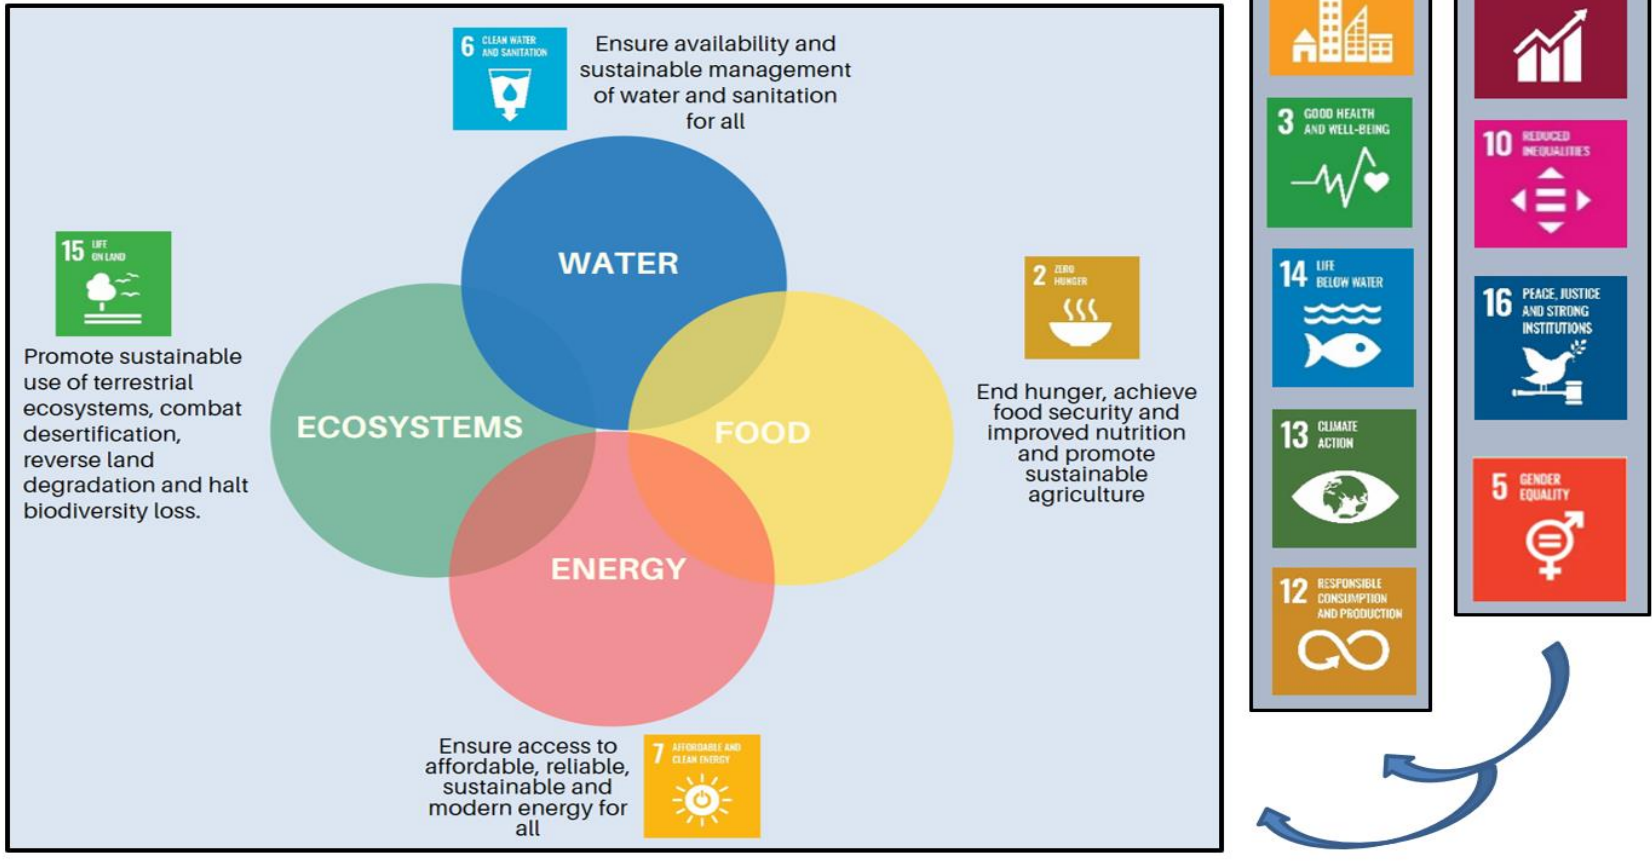 6 CLEAN WATER
AND SANITATION
Ensure availability and
sustainable management
of water and sanitation
for all
WATER
15 LIFE
ON LAND
Promote sustainable
use of terrestrial
ecosystems, combat
desertification,
reverse land
degradation and halt
biodiversity loss.
ECOSYSTEMS
FOOD
2 ZERO
HUNGER
End hunger, achieve
food security and
improved nutrition
and promote
sustainable
agriculture
ENERGY
Ensure access to
affordable, reliable,
sustainable and
modern energy for
all
7 AFFORDABLE AND
CLEAN ENERGY
3 GOOD HEALTH
AND WELL-BEING
14 LIFE
BELOW WATER
13 CLIMATE
ACTION
12 RESPONSIBLE
CONSUMPTION
AND PRODUCTION
10 REDUCED
INEQUALITIES
16 PEACE, JUSTICE
AND STRONG
INSTITUTIONS
5 GENDER
EQUALITY